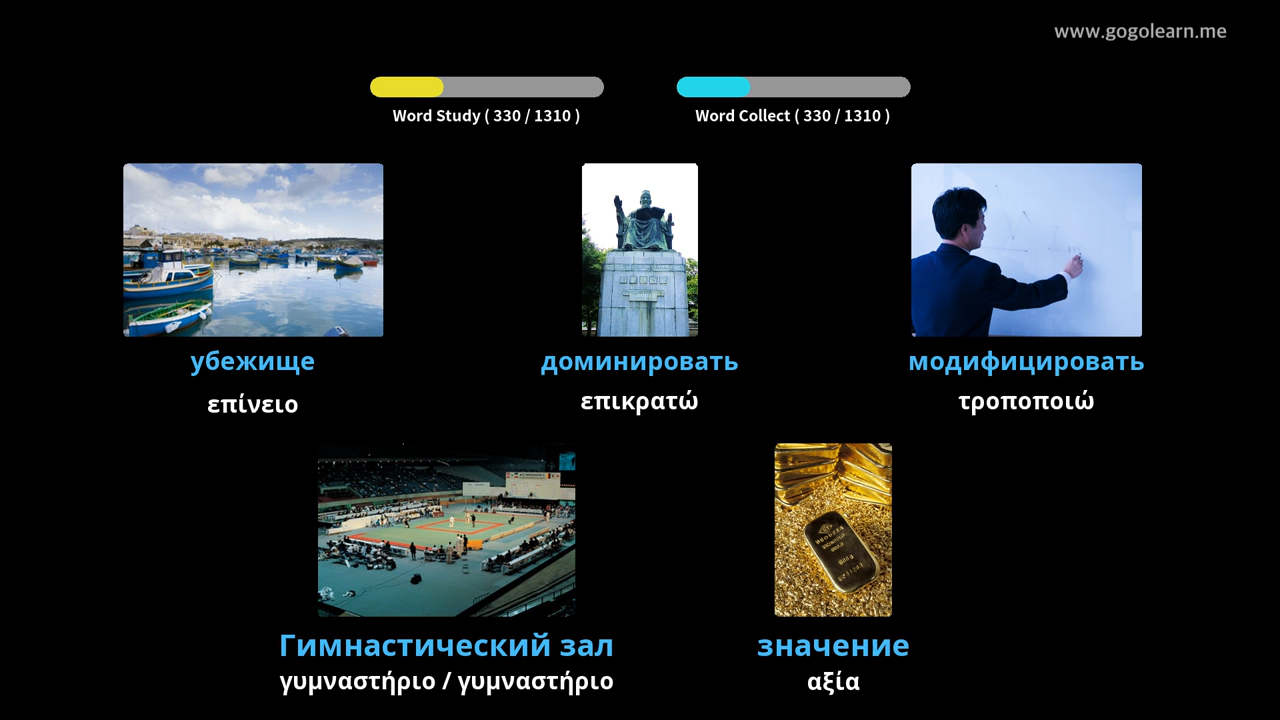 www.gogolearn.me
Word Study ( 330 / 1310 )
Word Collect ( 330 / 1310 )
убежище
доминировать
модифицировать
επίνειο
επικρατώ
τροποποιώ
Гимнастический зал
значение
γυμναστήριο / γυμναστήριο
αξία